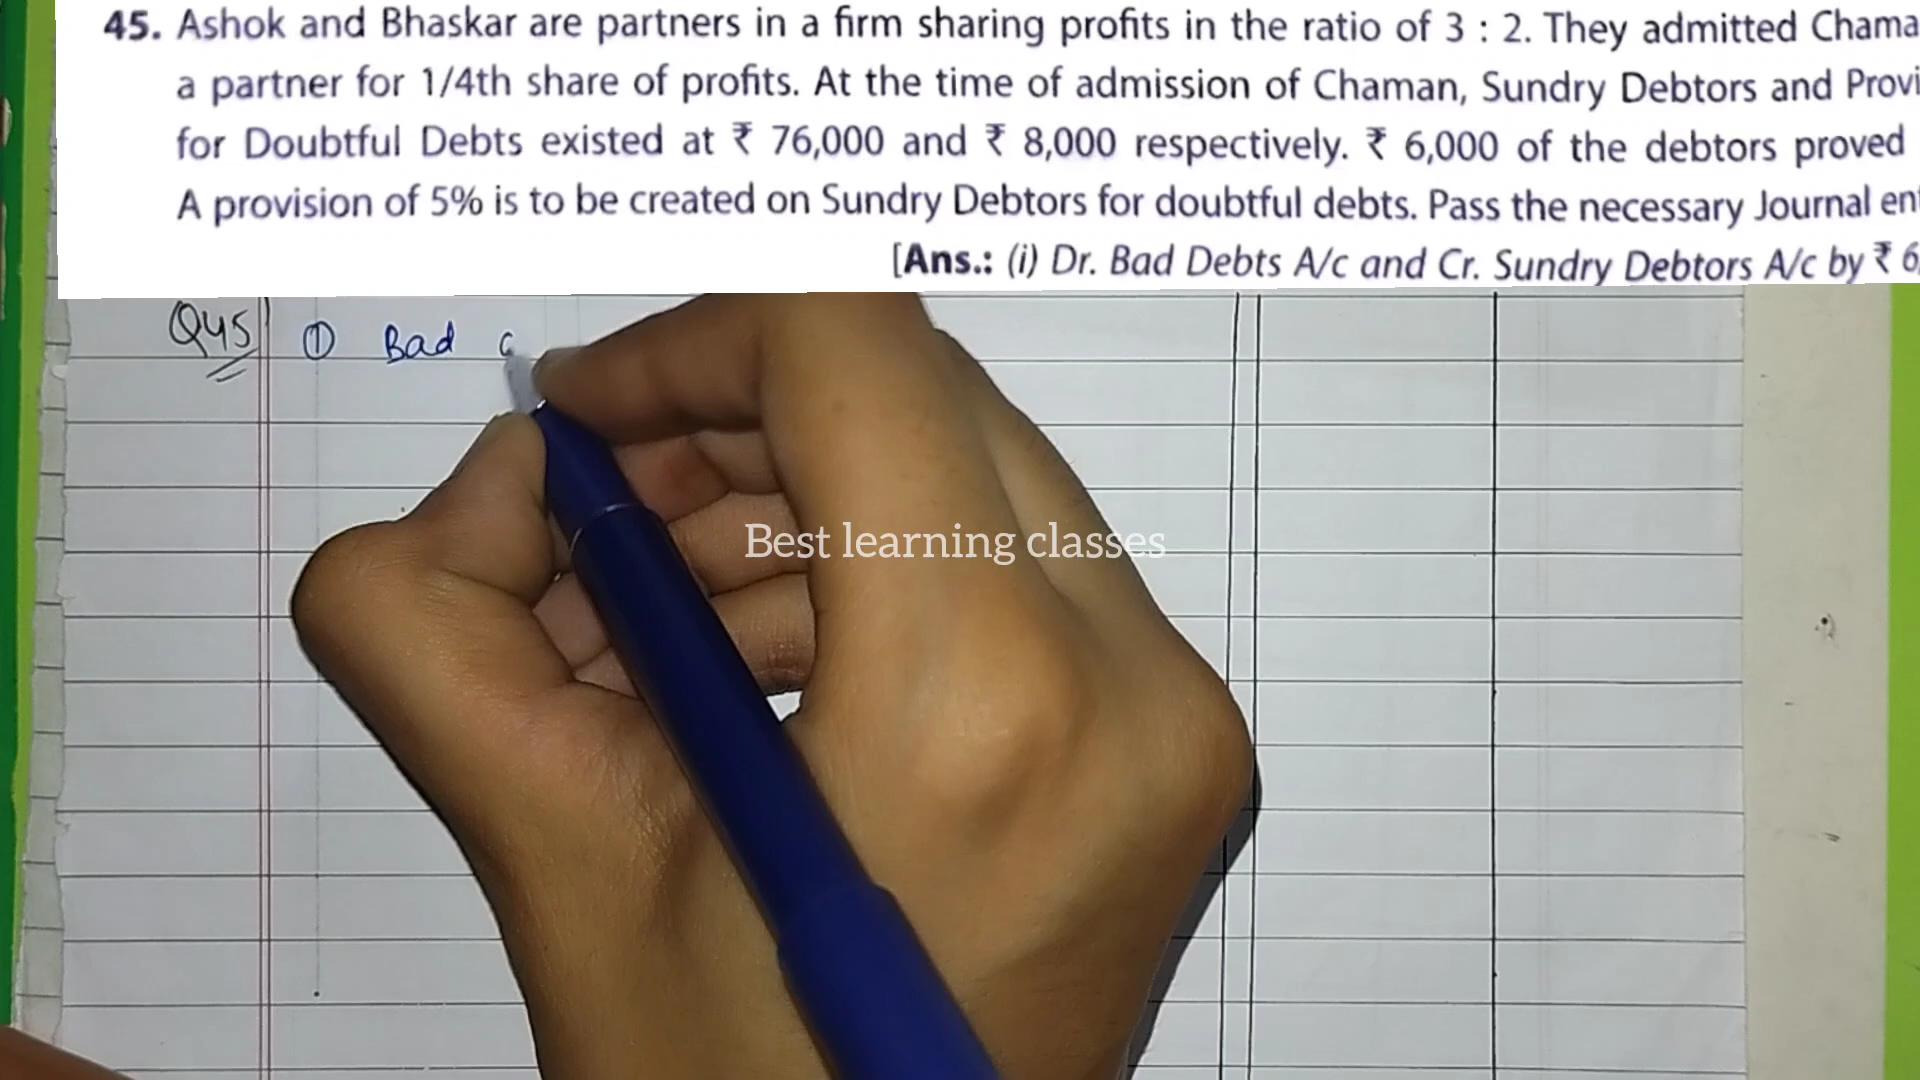 45. Ashok and Bhaskar are partners in a firm sharing profits in the ratio of 3 : 2. They admitted Chama
a partner for 1/4th share of profits. At the time of admission of Chaman, Sundry Debtors and Provi
for Doubtful Debts existed at ₹ 76,000 and ₹ 8,000 respectively. ₹ 6,000 of the debtors proved
A provision of 5% is to be created on Sundry Debtors for doubtful debts. Pass the necessary Journal ent
[Ans.: (i) Dr. Bad Debts A/c and Cr. Sundry Debtors A/c by ₹ 6,
Q45 ① Bad
Best learning classes